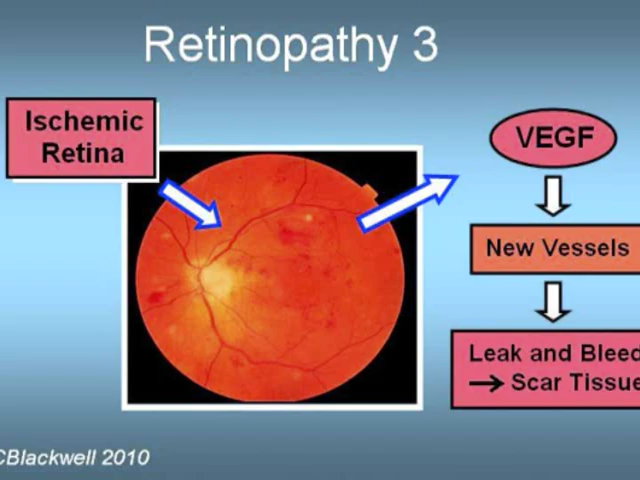 Retinopathy 3
Ischemic
Retina
VEGF
New Vessels
Leak and Bleed
→ Scar Tissue
CBlackwell 2010